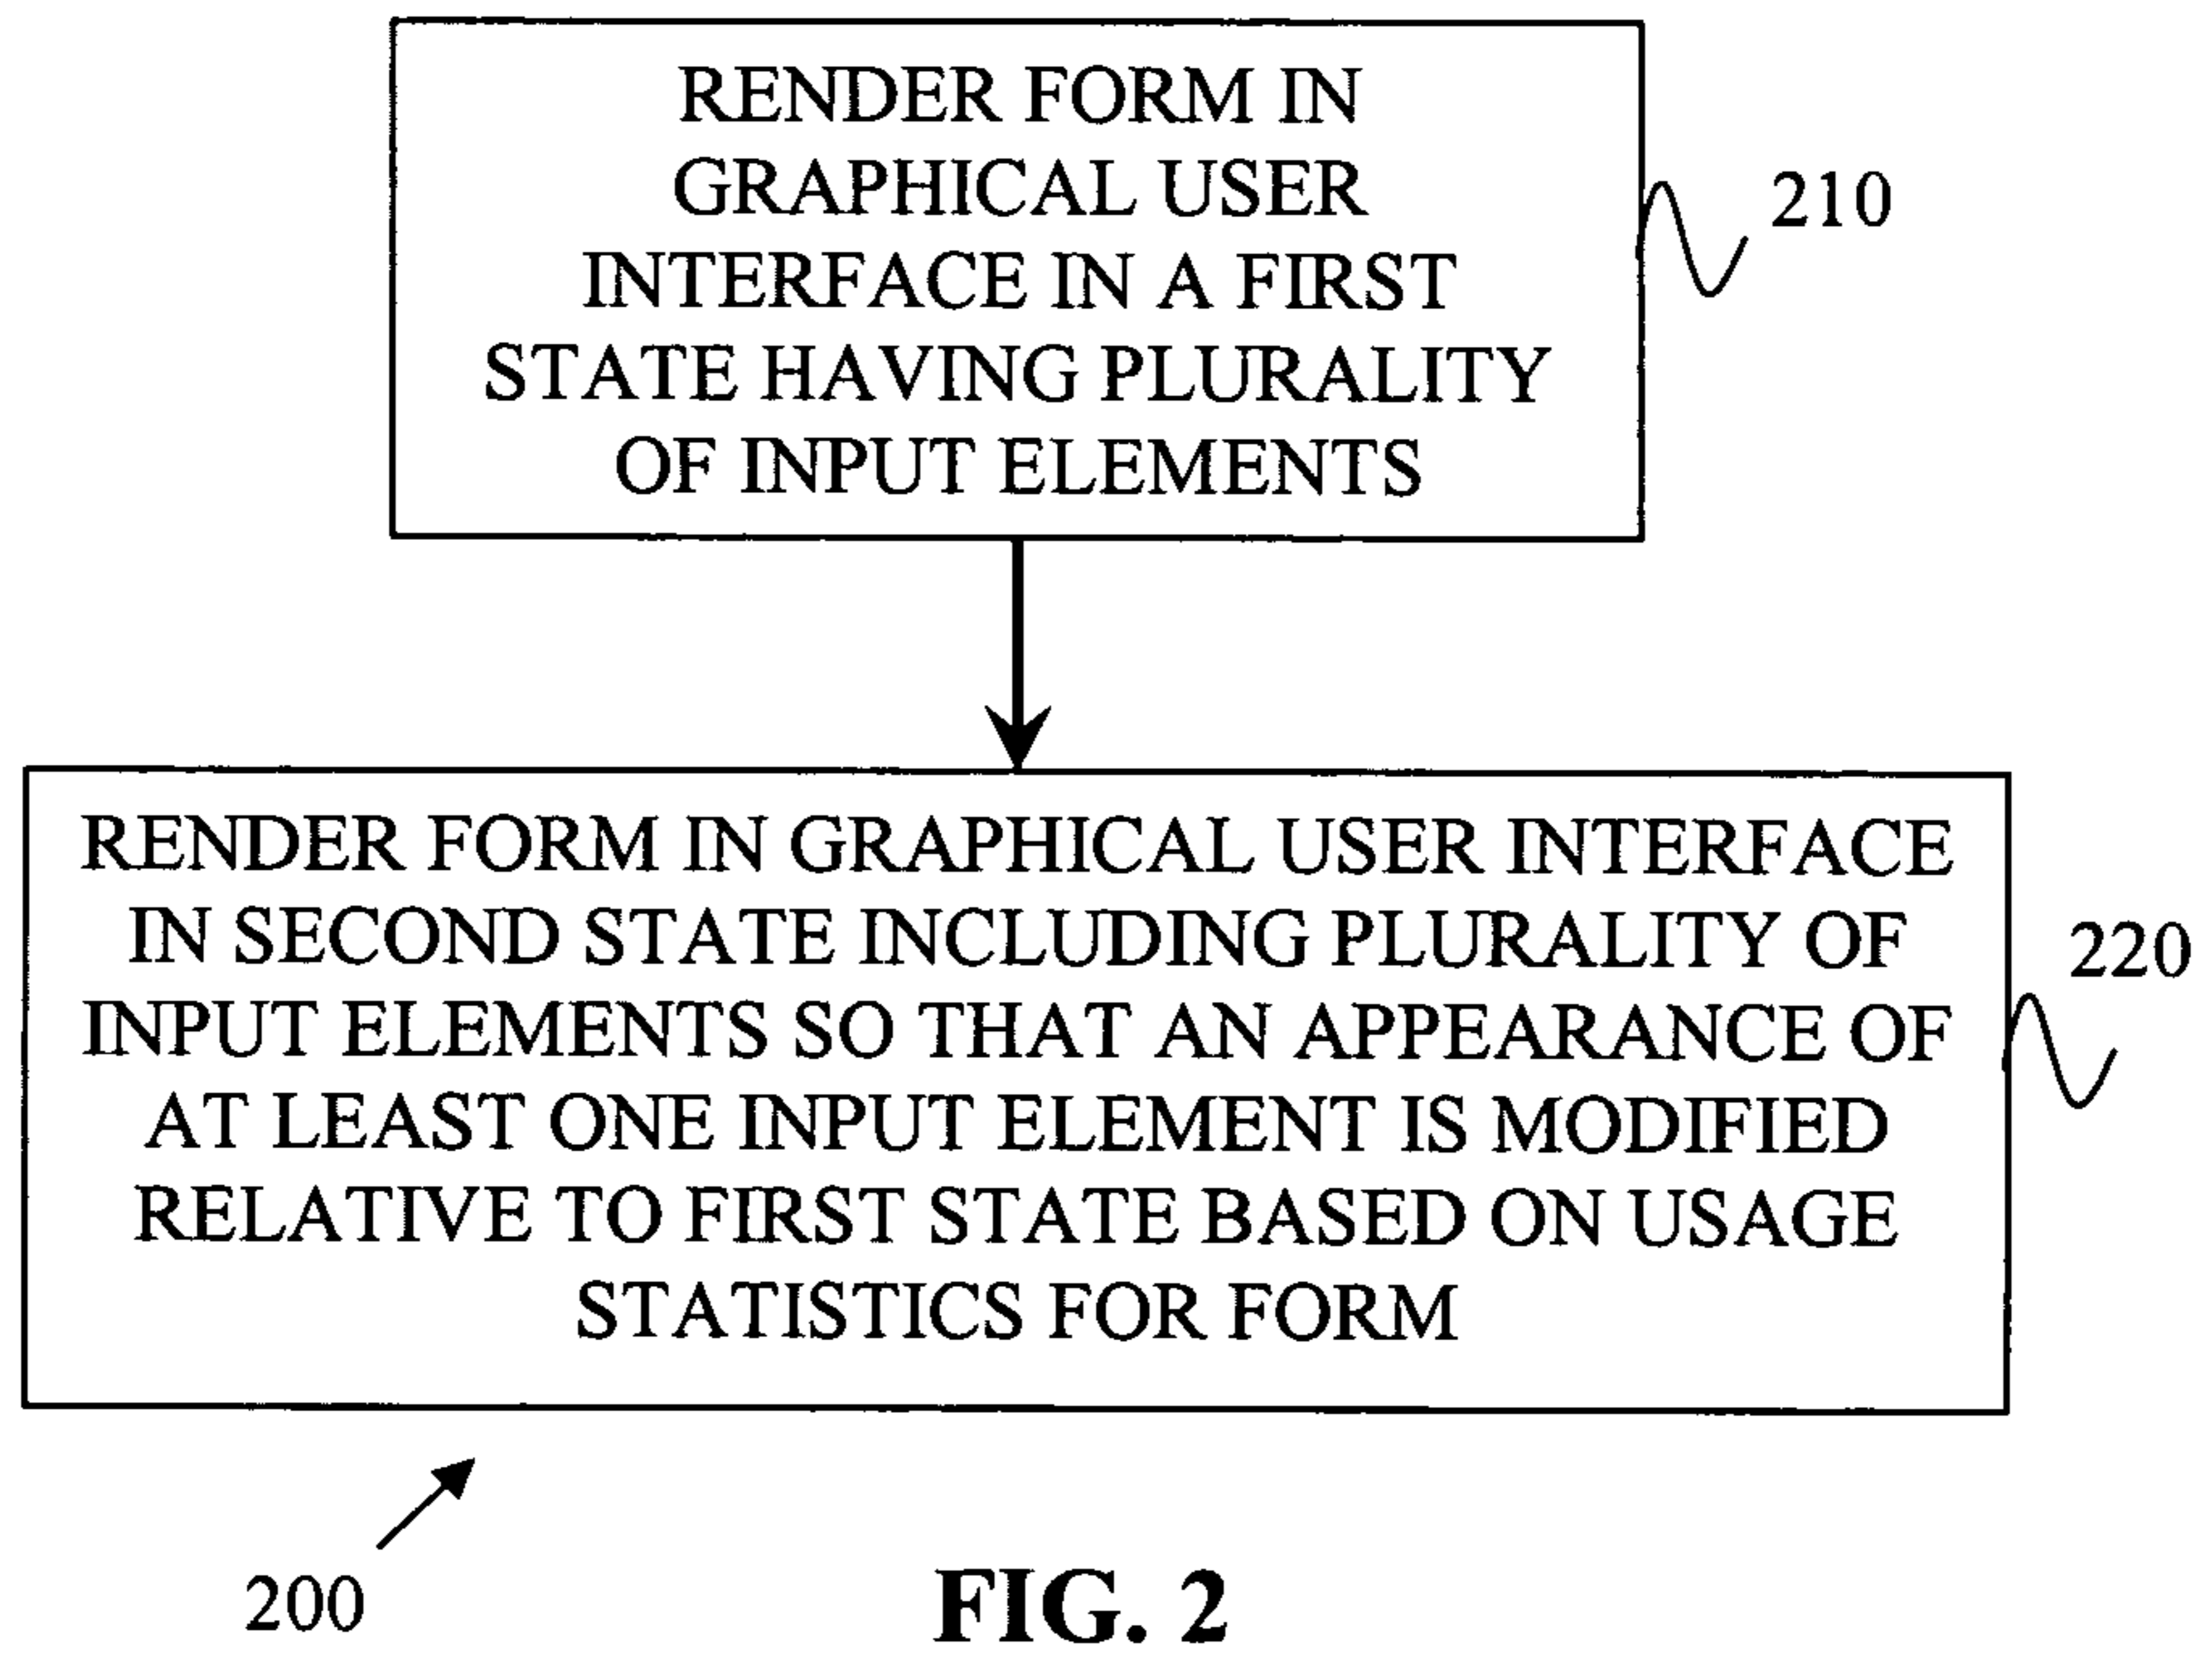 RENDER FORM IN
GRAPHICAL USER
INTERFACE IN A FIRST
STATE HAVING PLURALITY
OF INPUT ELEMENTS
210
RENDER FORM IN GRAPHICAL USER INTERFACE
IN SECOND STATE INCLUDING PLURALITY OF
INPUT ELEMENTS SO THAT AN APPEARANCE OF
AT LEAST ONE INPUT ELEMENT IS MODIFIED
RELATIVE TO FIRST STATE BASED ON USAGE
STATISTICS FOR FORM
220
200
FIG. 2